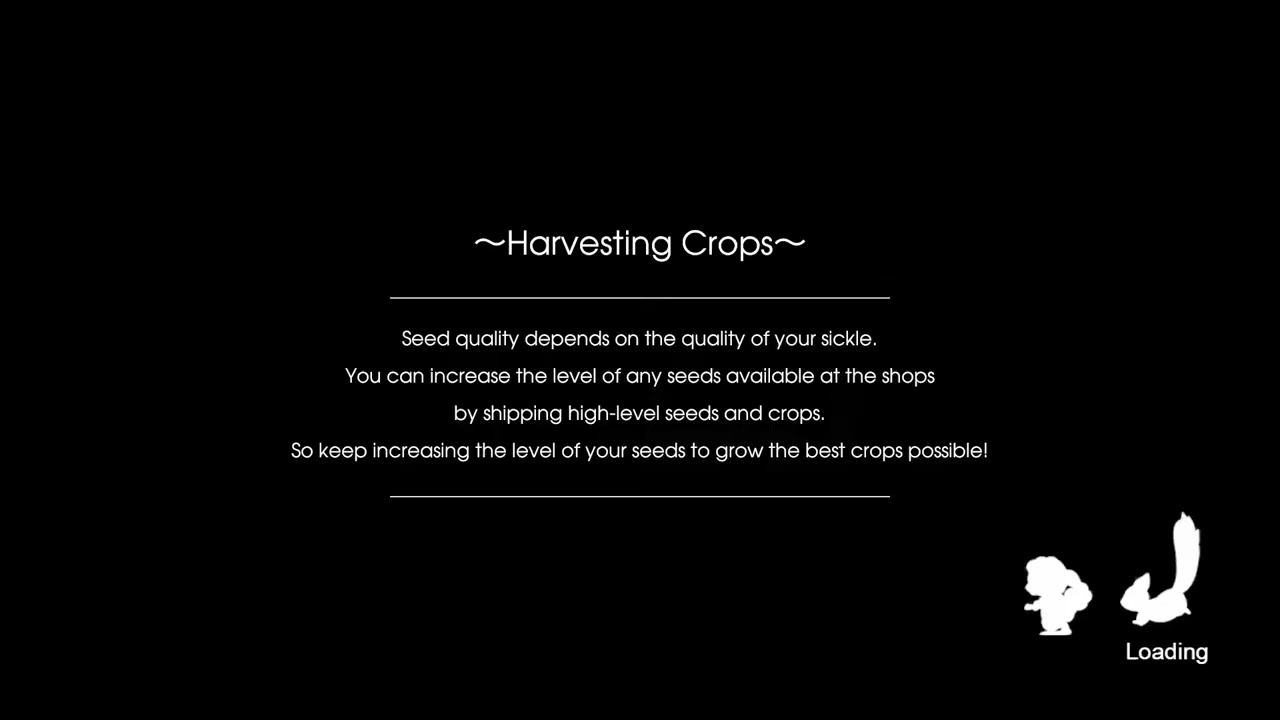 ～Harvesting Crops～
Seed quality depends on the quality of your sickle.
You can increase the level of any seeds available at the shops
by shipping high-level seeds and crops.
So keep increasing the level of your seeds to grow the best crops possible!
Loading